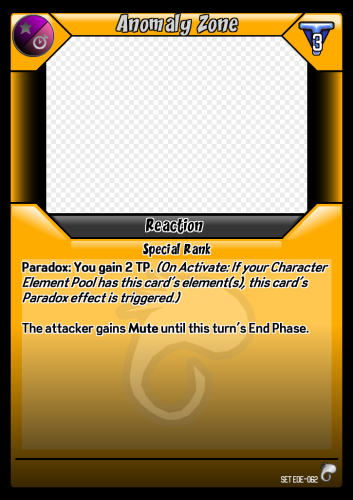 Anomaly Zone
3
Reaction
Special Rank
Paradox: You gain 2 TP. (On Activate: If your Character
Element Pool has this card's element(s), this card's
Paradox effect is triggered.)
The attacker gains Mute until this turn's End Phase.
SET EDE-062